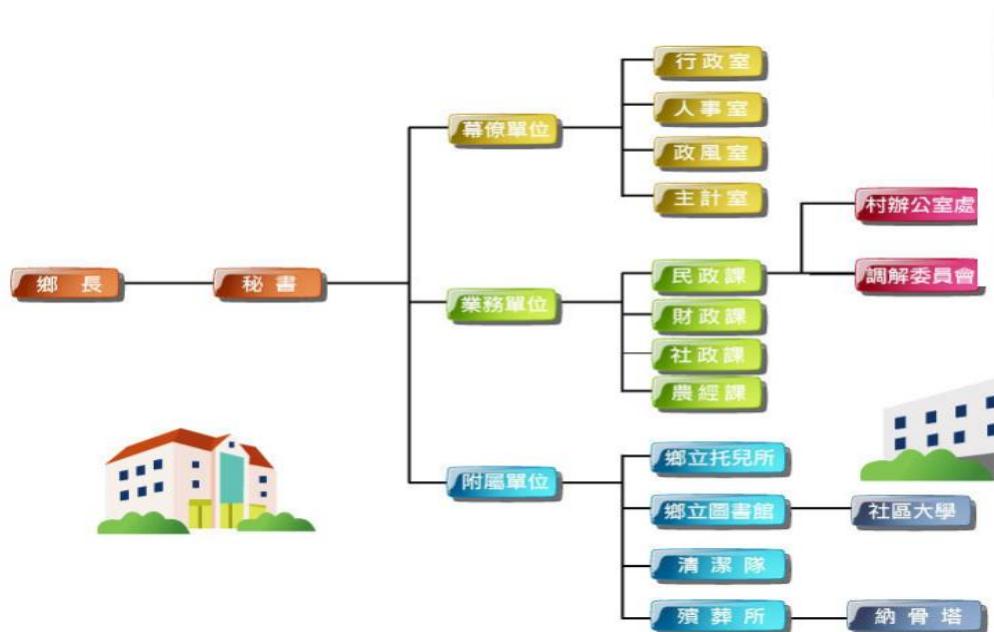 鄉長
秘書
幕僚單位
行政室
人事室
政風室
主計室
業務單位
民政課
村辦公室處
調解委員會
財政課
社政課
農經課
附屬單位
鄉立托兒所
鄉立圖書館
社區大學
清潔隊
殯葬所
納骨塔